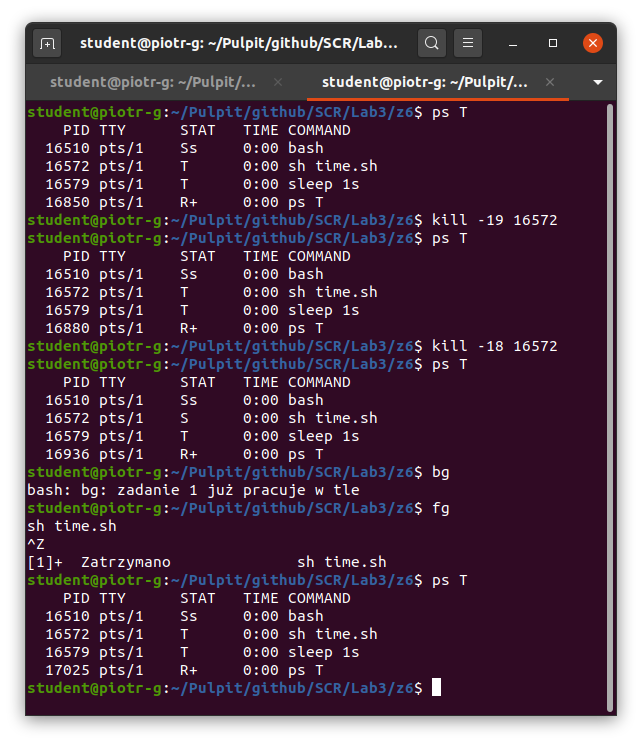 student@piotr-g: ~/Pulpit/github/SCR/Lab...
student@piotr-g: ~/Pulpit/...
student@piotr-g: ~/Pulpit/...
student@piotr-g:~/Pulpit/github/SCR/Lab3/z6$ ps T
    PID TTY      STAT   TIME COMMAND
  16510 pts/1    Ss     0:00 bash
  16572 pts/1    T      0:00 sh time.sh
  16579 pts/1    T      0:00 sleep 1s
  16850 pts/1    R+     0:00 ps T
student@piotr-g:~/Pulpit/github/SCR/Lab3/z6$ kill -19 16572
student@piotr-g:~/Pulpit/github/SCR/Lab3/z6$ ps T
    PID TTY      STAT   TIME COMMAND
  16510 pts/1    Ss     0:00 bash
  16572 pts/1    T      0:00 sh time.sh
  16579 pts/1    T      0:00 sleep 1s
  16880 pts/1    R+     0:00 ps T
student@piotr-g:~/Pulpit/github/SCR/Lab3/z6$ kill -18 16572
student@piotr-g:~/Pulpit/github/SCR/Lab3/z6$ ps T
    PID TTY      STAT   TIME COMMAND
  16510 pts/1    Ss     0:00 bash
  16572 pts/1    S      0:00 sh time.sh
  16579 pts/1    T      0:00 sleep 1s
  16936 pts/1    R+     0:00 ps T
student@piotr-g:~/Pulpit/github/SCR/Lab3/z6$ bg
bash: bg: zadanie 1 już pracuje w tle
student@piotr-g:~/Pulpit/github/SCR/Lab3/z6$ fg
sh time.sh
^Z
[1]+  Zatrzymano              sh time.sh
student@piotr-g:~/Pulpit/github/SCR/Lab3/z6$ ps T
    PID TTY      STAT   TIME COMMAND
  16510 pts/1    Ss     0:00 bash
  16572 pts/1    T      0:00 sh time.sh
  16579 pts/1    T      0:00 sleep 1s
  17025 pts/1    R+     0:00 ps T
student@piotr-g:~/Pulpit/github/SCR/Lab3/z6$